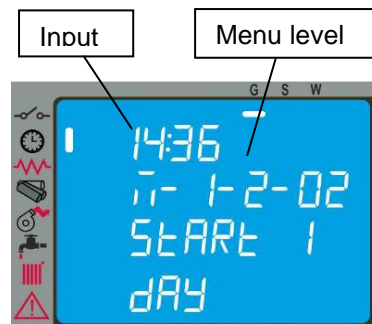 Input
Menu level
G S W
14:36
M-1-2-02
StARt 1
dAY